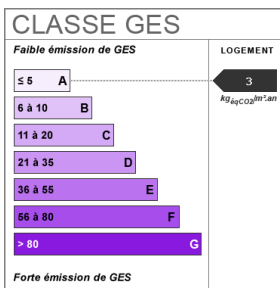 CLASSE GES
Faible émission de GES
LOGEMENT
≤ 5 A
3
kgéqCO2/m².an
6 à 10 B
11 à 20 C
21 à 35 D
36 à 55 E
56 à 80 F
> 80 G
Forte émission de GES